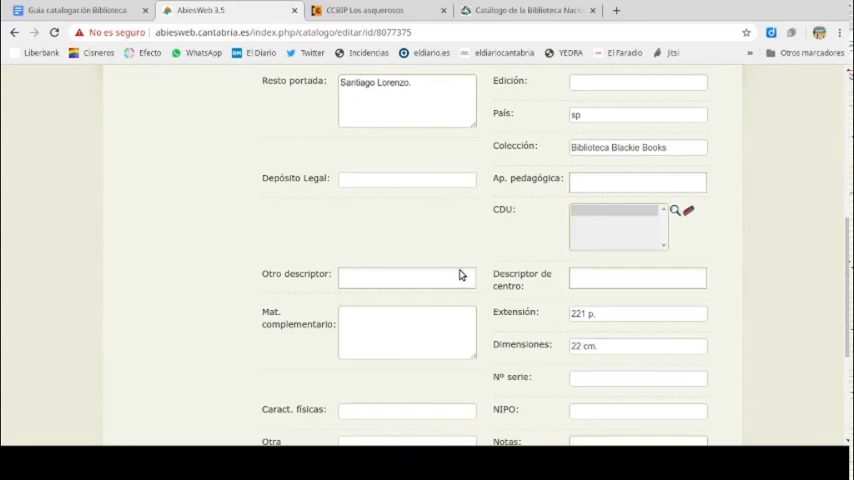 Guia catalogación Biblioteca
AbiesWeb 3.5
CCBIP Los asquerosos
Catálogo de la Biblioteca Nacio
No es seguro
abiesweb.cantabria.es/index.php/catalogo/editar/id/8077375
Liberbank
Cisneros
Efecto
WhatsApp
El Diario
Twitter
Incidencias
eldiario.es
eldiariocantabria
YEDRA
El Faradio
Jitsi
»
Otros marcadores
Resto portada:
Santiago Lorenzo.
Edición:
País:
sp
Colección:
Biblioteca Blackie Books
Depósito Legal:
Ap. pedagógica:
CDU:
Otro descriptor:
Descriptor de
centro:
Mat.
complementario:
Extensión:
221 p.
Dimensiones:
22 cm.
Nº serie:
Caract. físicas:
NIPO:
Otra
Notas: